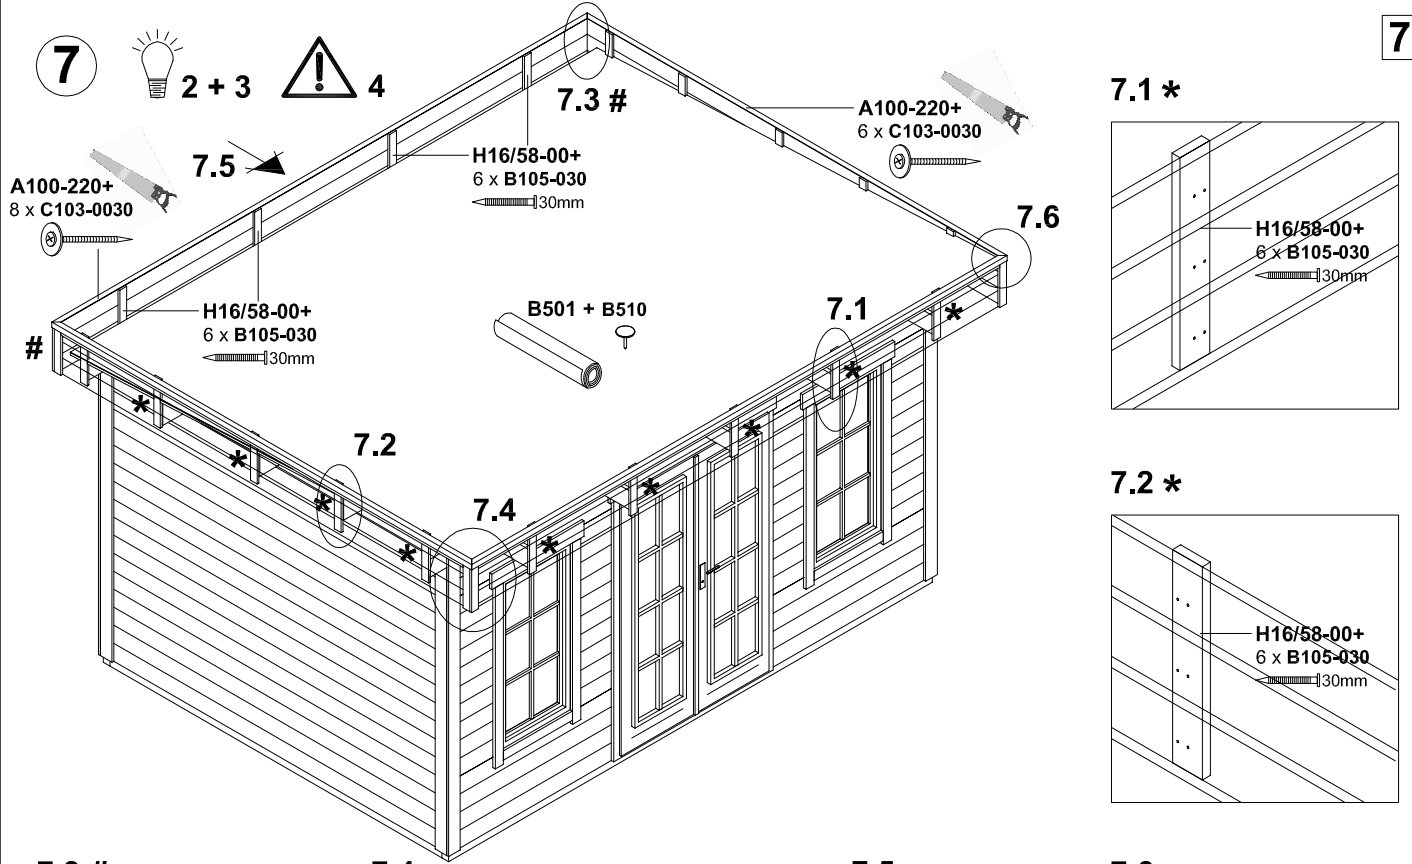 7
2 + 3
4
7
7.3 #
A100-220+
6 x C103-0030
7.1 *
7.5
H16/58-00+
6 x B105-030
30mm
A100-220+
8 x C103-0030
7.6
H16/58-00+
6 x B105-030
30mm
H16/58-00+
6 x B105-030
30mm
B501 + B510
7.1
#
*
*
*
*
*
*
*
*
*
7.2
7.4
7.2 *
H16/58-00+
6 x B105-030
30mm